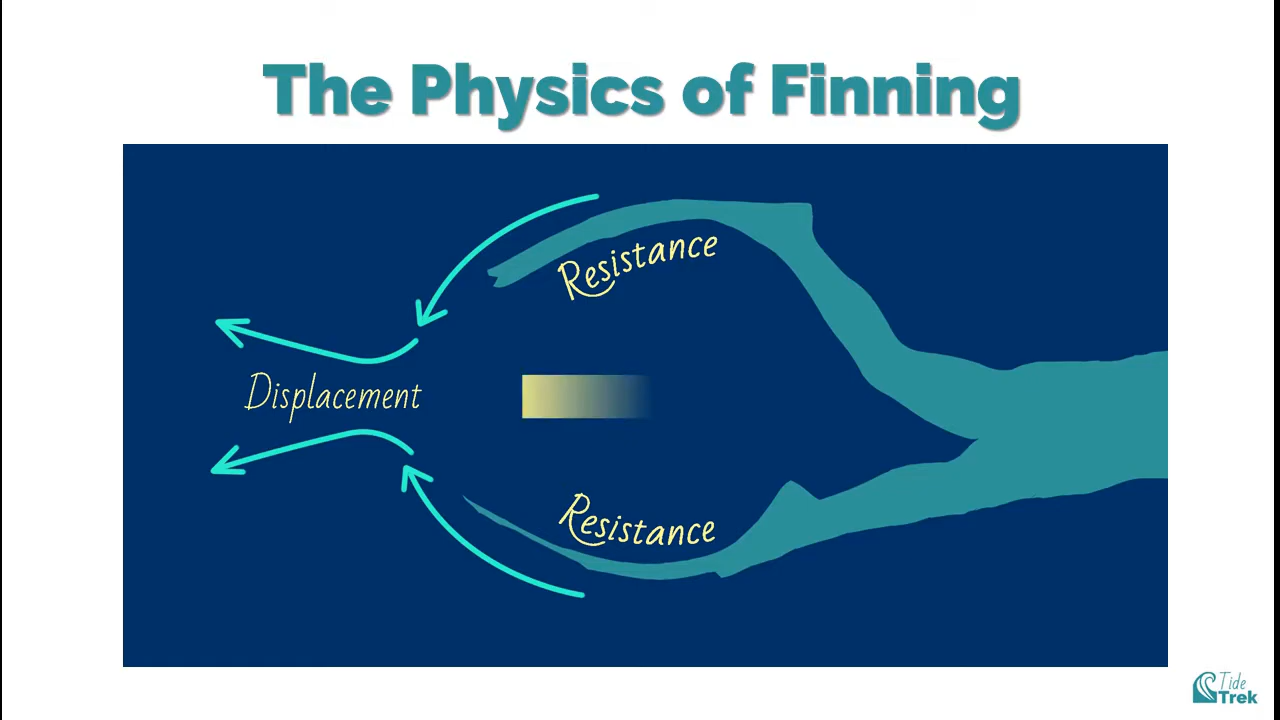 The Physics of Finning
Resistance
Displacement
Resistance
Tide
Trek